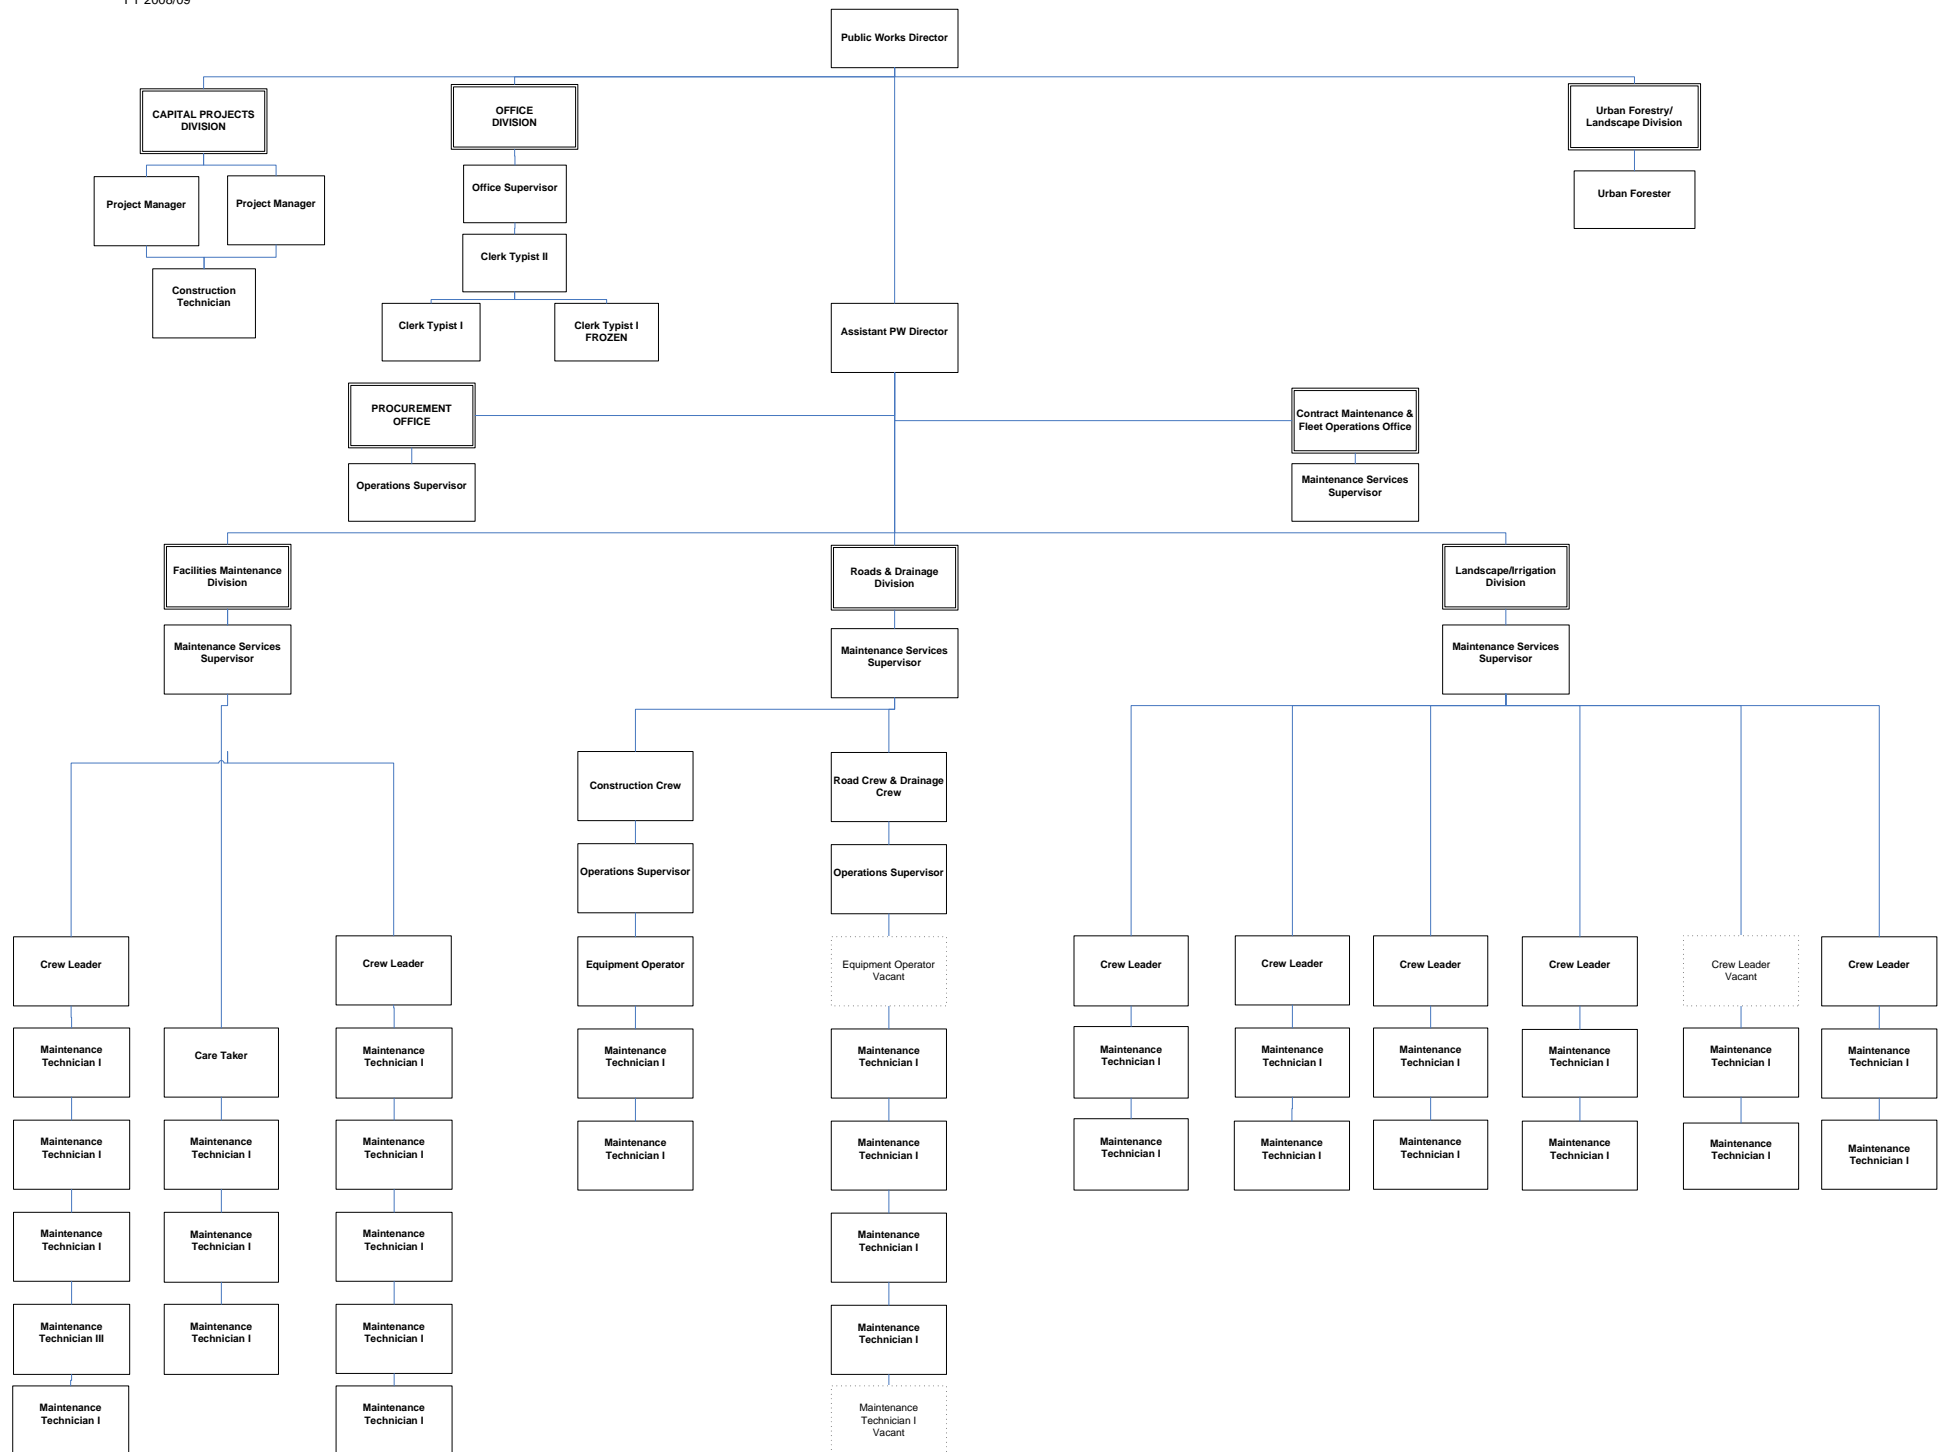 FY 2008/09
Public Works Director
CAPITAL PROJECTS
DIVISION
OFFICE
DIVISION
Urban Forestry/
Landscape Division
Project Manager
Project Manager
Office Supervisor
Urban Forester
Clerk Typist II
Construction
Technician
Clerk Typist I
Clerk Typist I
FROZEN
Assistant PW Director
PROCUREMENT
OFFICE
Contract Maintenance &
Fleet Operations Office
Operations Supervisor
Maintenance Services
Supervisor
Facilities Maintenance
Division
Roads & Drainage
Division
Landscape/Irrigation
Division
Maintenance Services
Supervisor
Maintenance Services
Supervisor
Maintenance Services
Supervisor
Construction Crew
Road Crew & Drainage
Crew
Operations Supervisor
Operations Supervisor
Crew Leader
Crew Leader
Equipment Operator
Equipment Operator
Vacant
Crew Leader
Crew Leader
Crew Leader
Crew Leader
Crew Leader
Vacant
Crew Leader
Maintenance
Technician I
Care Taker
Maintenance
Technician I
Maintenance
Technician I
Maintenance
Technician I
Maintenance
Technician I
Maintenance
Technician I
Maintenance
Technician I
Maintenance
Technician I
Maintenance
Technician I
Maintenance
Technician I
Maintenance
Technician I
Maintenance
Technician I
Maintenance
Technician I
Maintenance
Technician I
Maintenance
Technician I
Maintenance
Technician I
Maintenance
Technician I
Maintenance
Technician I
Maintenance
Technician I
Maintenance
Technician I
Maintenance
Technician I
Maintenance
Technician I
Maintenance
Technician I
Maintenance
Technician I
Maintenance
Technician I
Maintenance
Technician III
Maintenance
Technician I
Maintenance
Technician I
Maintenance
Technician I
Maintenance
Technician I
Maintenance
Technician I
Maintenance
Technician I
Vacant